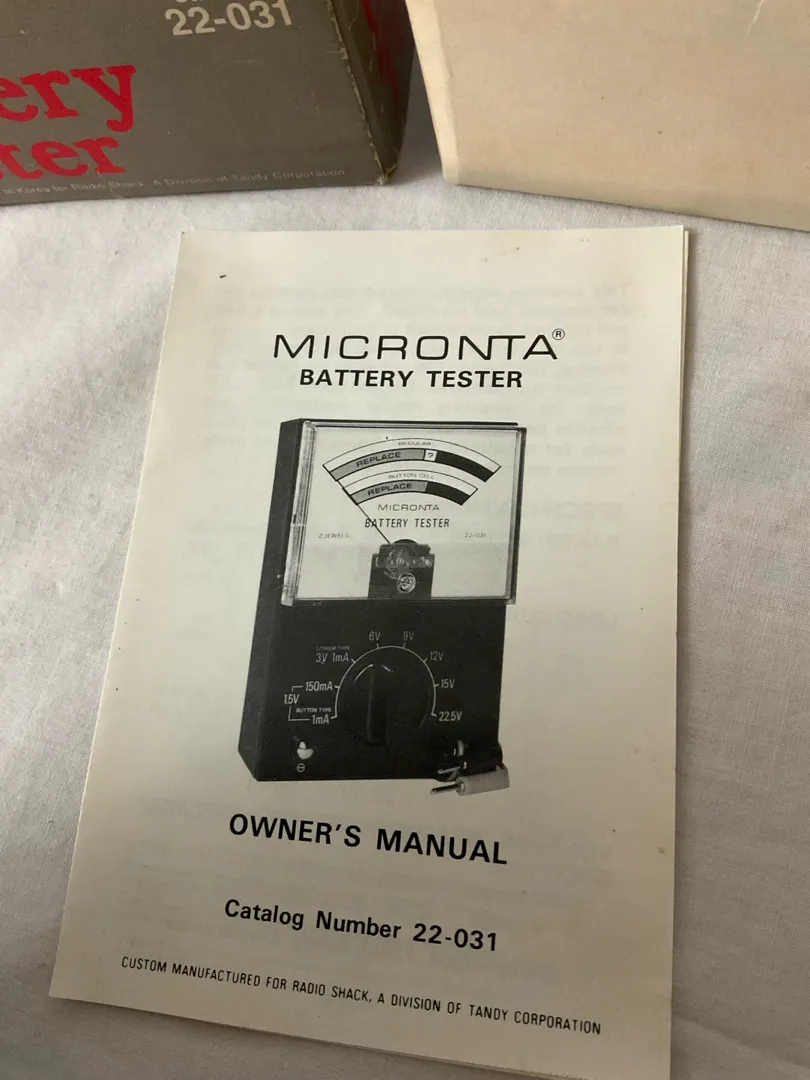 22-031
ery
ter
in Korea for Radio Shack, A Division of Tandy Corporation
MICRONTA®
BATTERY TESTER
REGULAR
REPLACE ?
BUTTON CELL
REPLACE
MICRONTA
BATTERY TESTER
2 JEWELS
22-031
6V 9V
LITHIUM TYPE
3V 1mA
12V
150mA
15V
1.5V
BUTTON TYPE
1mA
22.5V
⊖
OWNER'S MANUAL
Catalog Number 22-031
CUSTOM MANUFACTURED FOR RADIO SHACK, A DIVISION OF TANDY CORPORATION